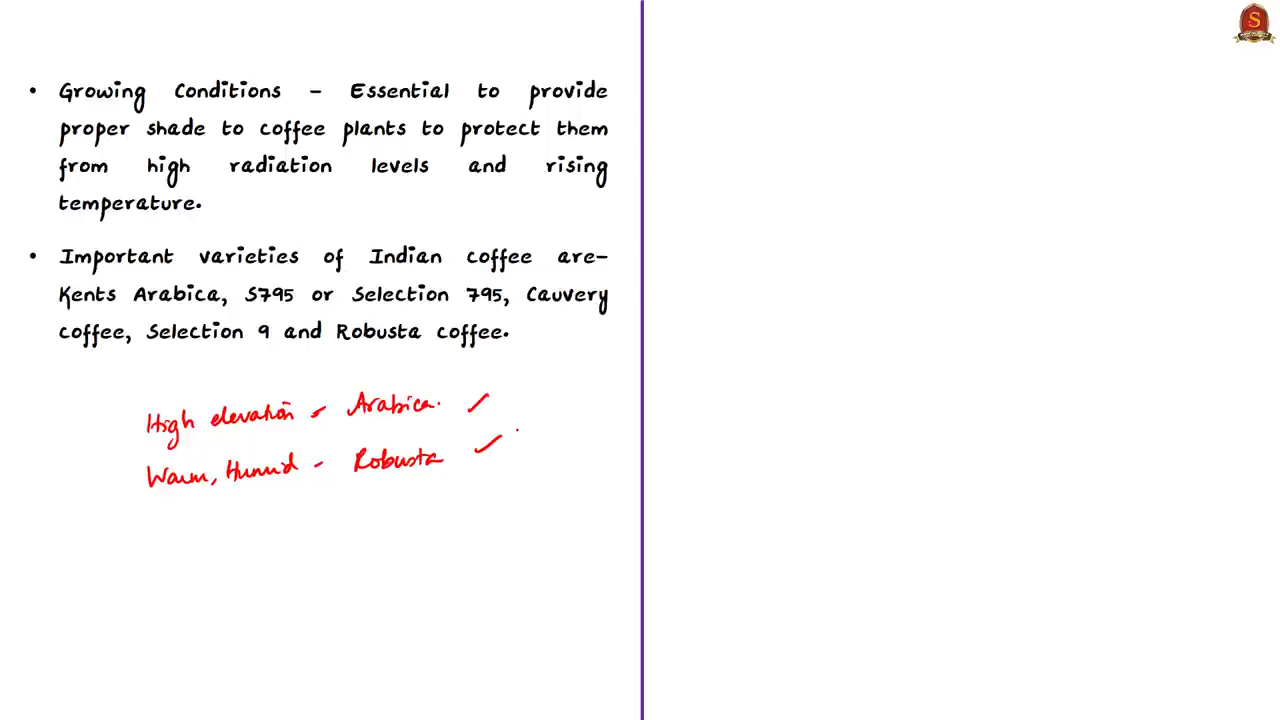 • Growing Conditions - Essential to provide
proper shade to coffee plants to protect them
from high radiation levels and rising
temperature.
• Important varieties of Indian coffee are-
Kents Arabica, S795 or Selection 795, Cauvery
coffee, Selection 9 and Robusta coffee.
High elevation - Arabica. ✓
Warm, Humid - Robusta ✓
S